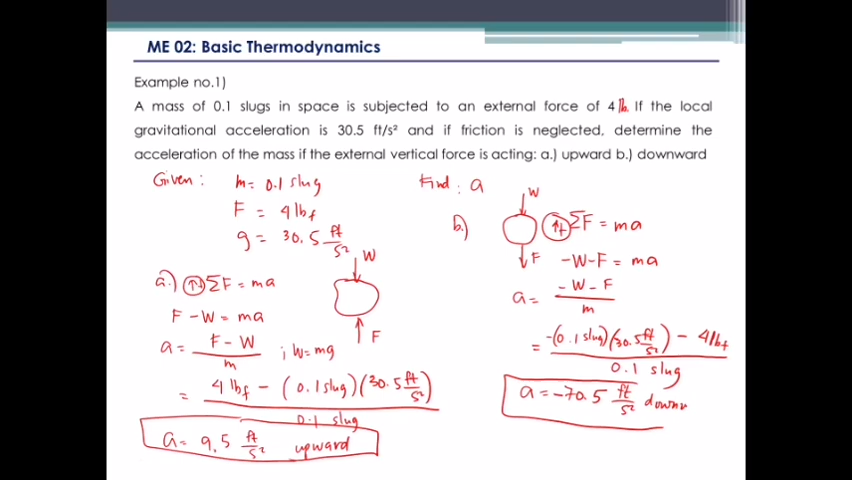 ME 02: Basic Thermodynamics
Example no.1)
A mass of 0.1 slugs in space is subjected to an external force of 4 lb. If the local
gravitational acceleration is 30.5 ft/s² and if friction is neglected, determine the
acceleration of the mass if the external vertical force is acting: a.) upward b.) downward
Given: m = 0.1 slug
F = 4 lbf
g = 30.5 ft/s²
a.) ΣF = ma
F - W = ma
a = F - W / m ; W = mg
= 4 lbf - (0.1 slug)(30.5 ft/s²) / 0.1 slug
a = 9.5 ft/s² upward
W
F
Find: a
b.) ΣF = ma
W
F
-W-F = ma
a = -W-F / m
= -(0.1 slug)(30.5 ft/s²) - 4 lbf / 0.1 slug
a = -70.5 ft/s² downw